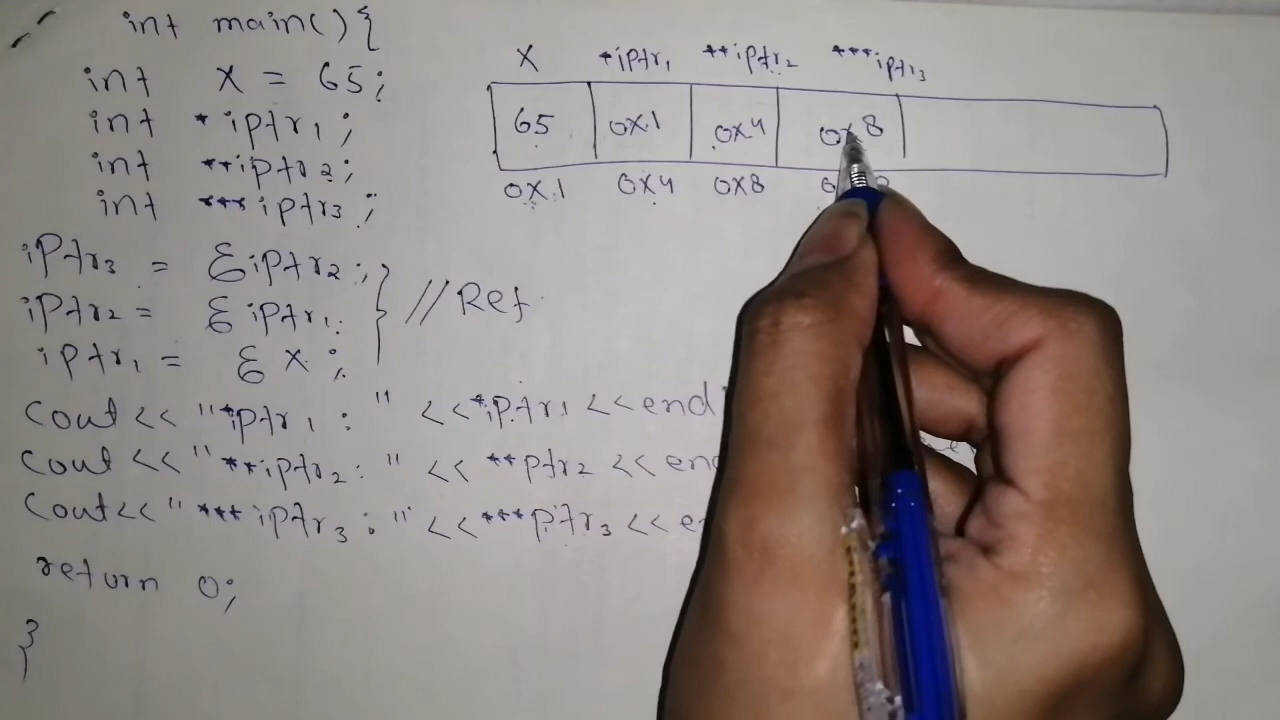 int main(){
int X = 65;
int *iptr1;
int **iptr2;
int ***iptr3;
iptr3 = &iptr2;
iptr2 = &iptr1;
iptr1 = &x;
} // Ref
cout<< "*iptr1 : " <<*iptr1 <<endl
cout<< "**iptr2: " << **ptr2 <<
cout<< "***iptr3: " << ***ptr3 <<
return 0;
}
X *iptr1 **iptr2 ***iptr3
65 0x1 0x4 0x8
0x1 0x4 0x8